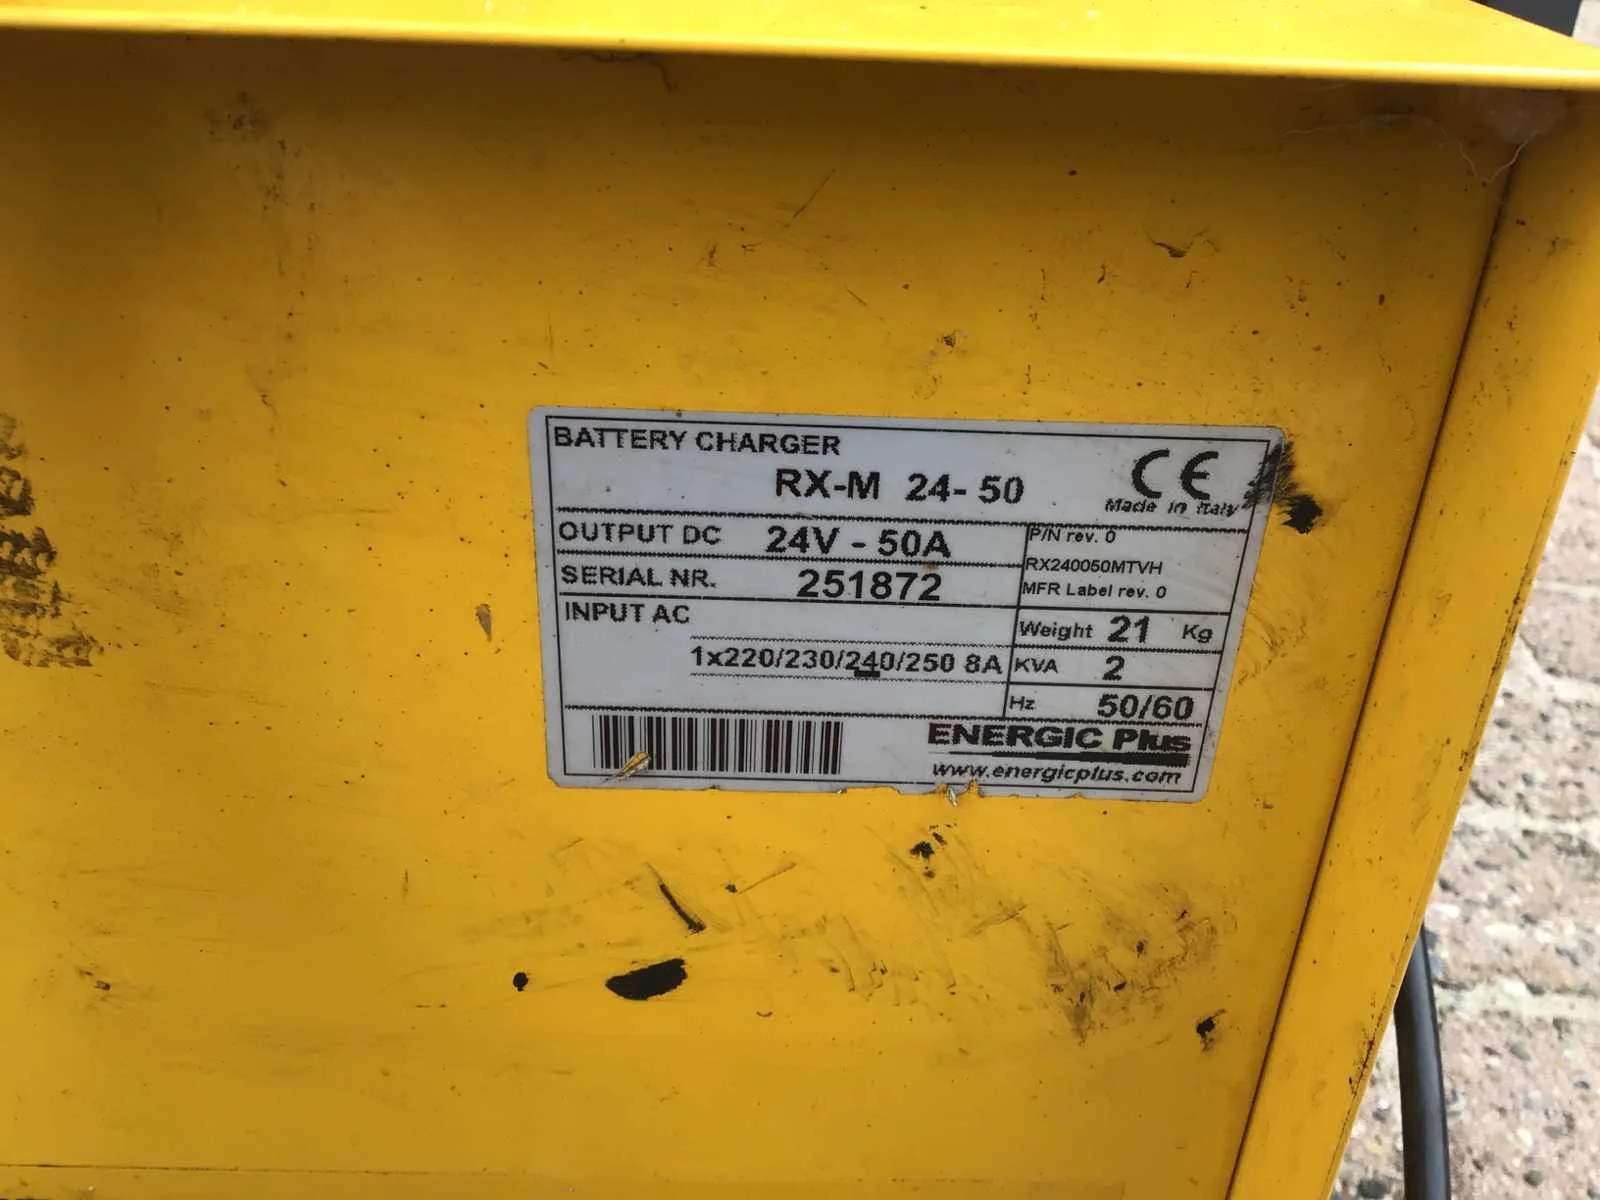 BATTERY CHARGER
RX-M 24-50
CE
Made in Italy
OUTPUT DC 24V - 50A
P/N rev. 0
RX240050MTVH
SERIAL NR. 251872
MFR Label rev. 0
INPUT AC
Weight 21 Kg
1x220/230/240/250 8A
KVA 2
Hz 50/60
ENERGIC Plus
www.energicplus.com